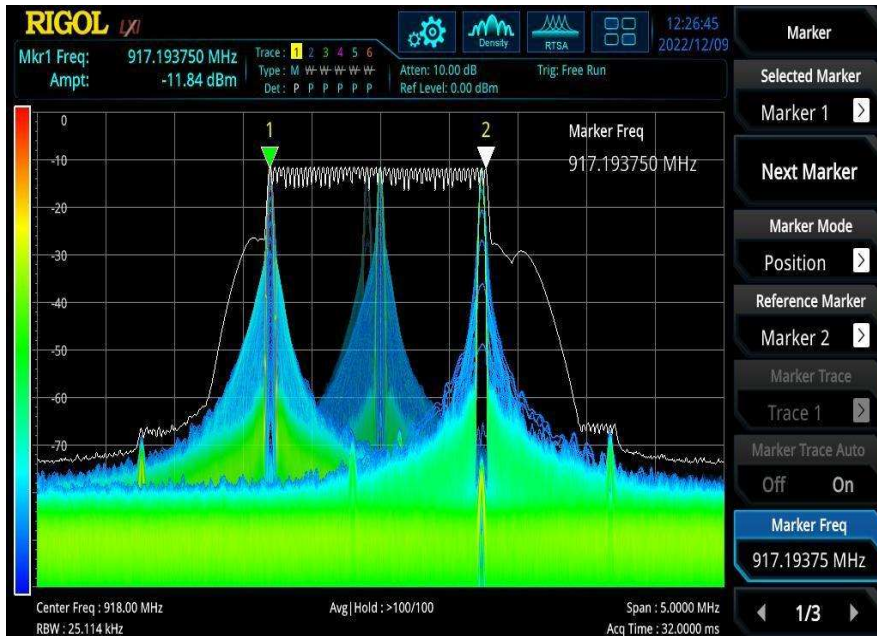 RIGOL LXI
Density
RTSA
12:26:45
2022/12/09
Mkr1 Freq: 917.193750 MHz
Ampt: -11.84 dBm
Trace: 1 2 3 4 5 6
Type: M W W W W W
Det: P P P P P P
Atten: 10.00 dB
Ref Level: 0.00 dBm
Trig: Free Run
0
-10
-20
-30
-40
-50
-60
-70
1
2
Marker Freq
917.193750 MHz
Center Freq : 918.00 MHz
RBW : 25.114 kHz
Avg|Hold : >100/100
Span : 5.0000 MHz
Acq Time : 32.0000 ms
Marker
Selected Marker
Marker 1 >
Next Marker
Marker Mode
Position >
Reference Marker
Marker 2 >
Marker Trace
Trace 1 >
Marker Trace Auto
Off On
Marker Freq
917.19375 MHz
1/3